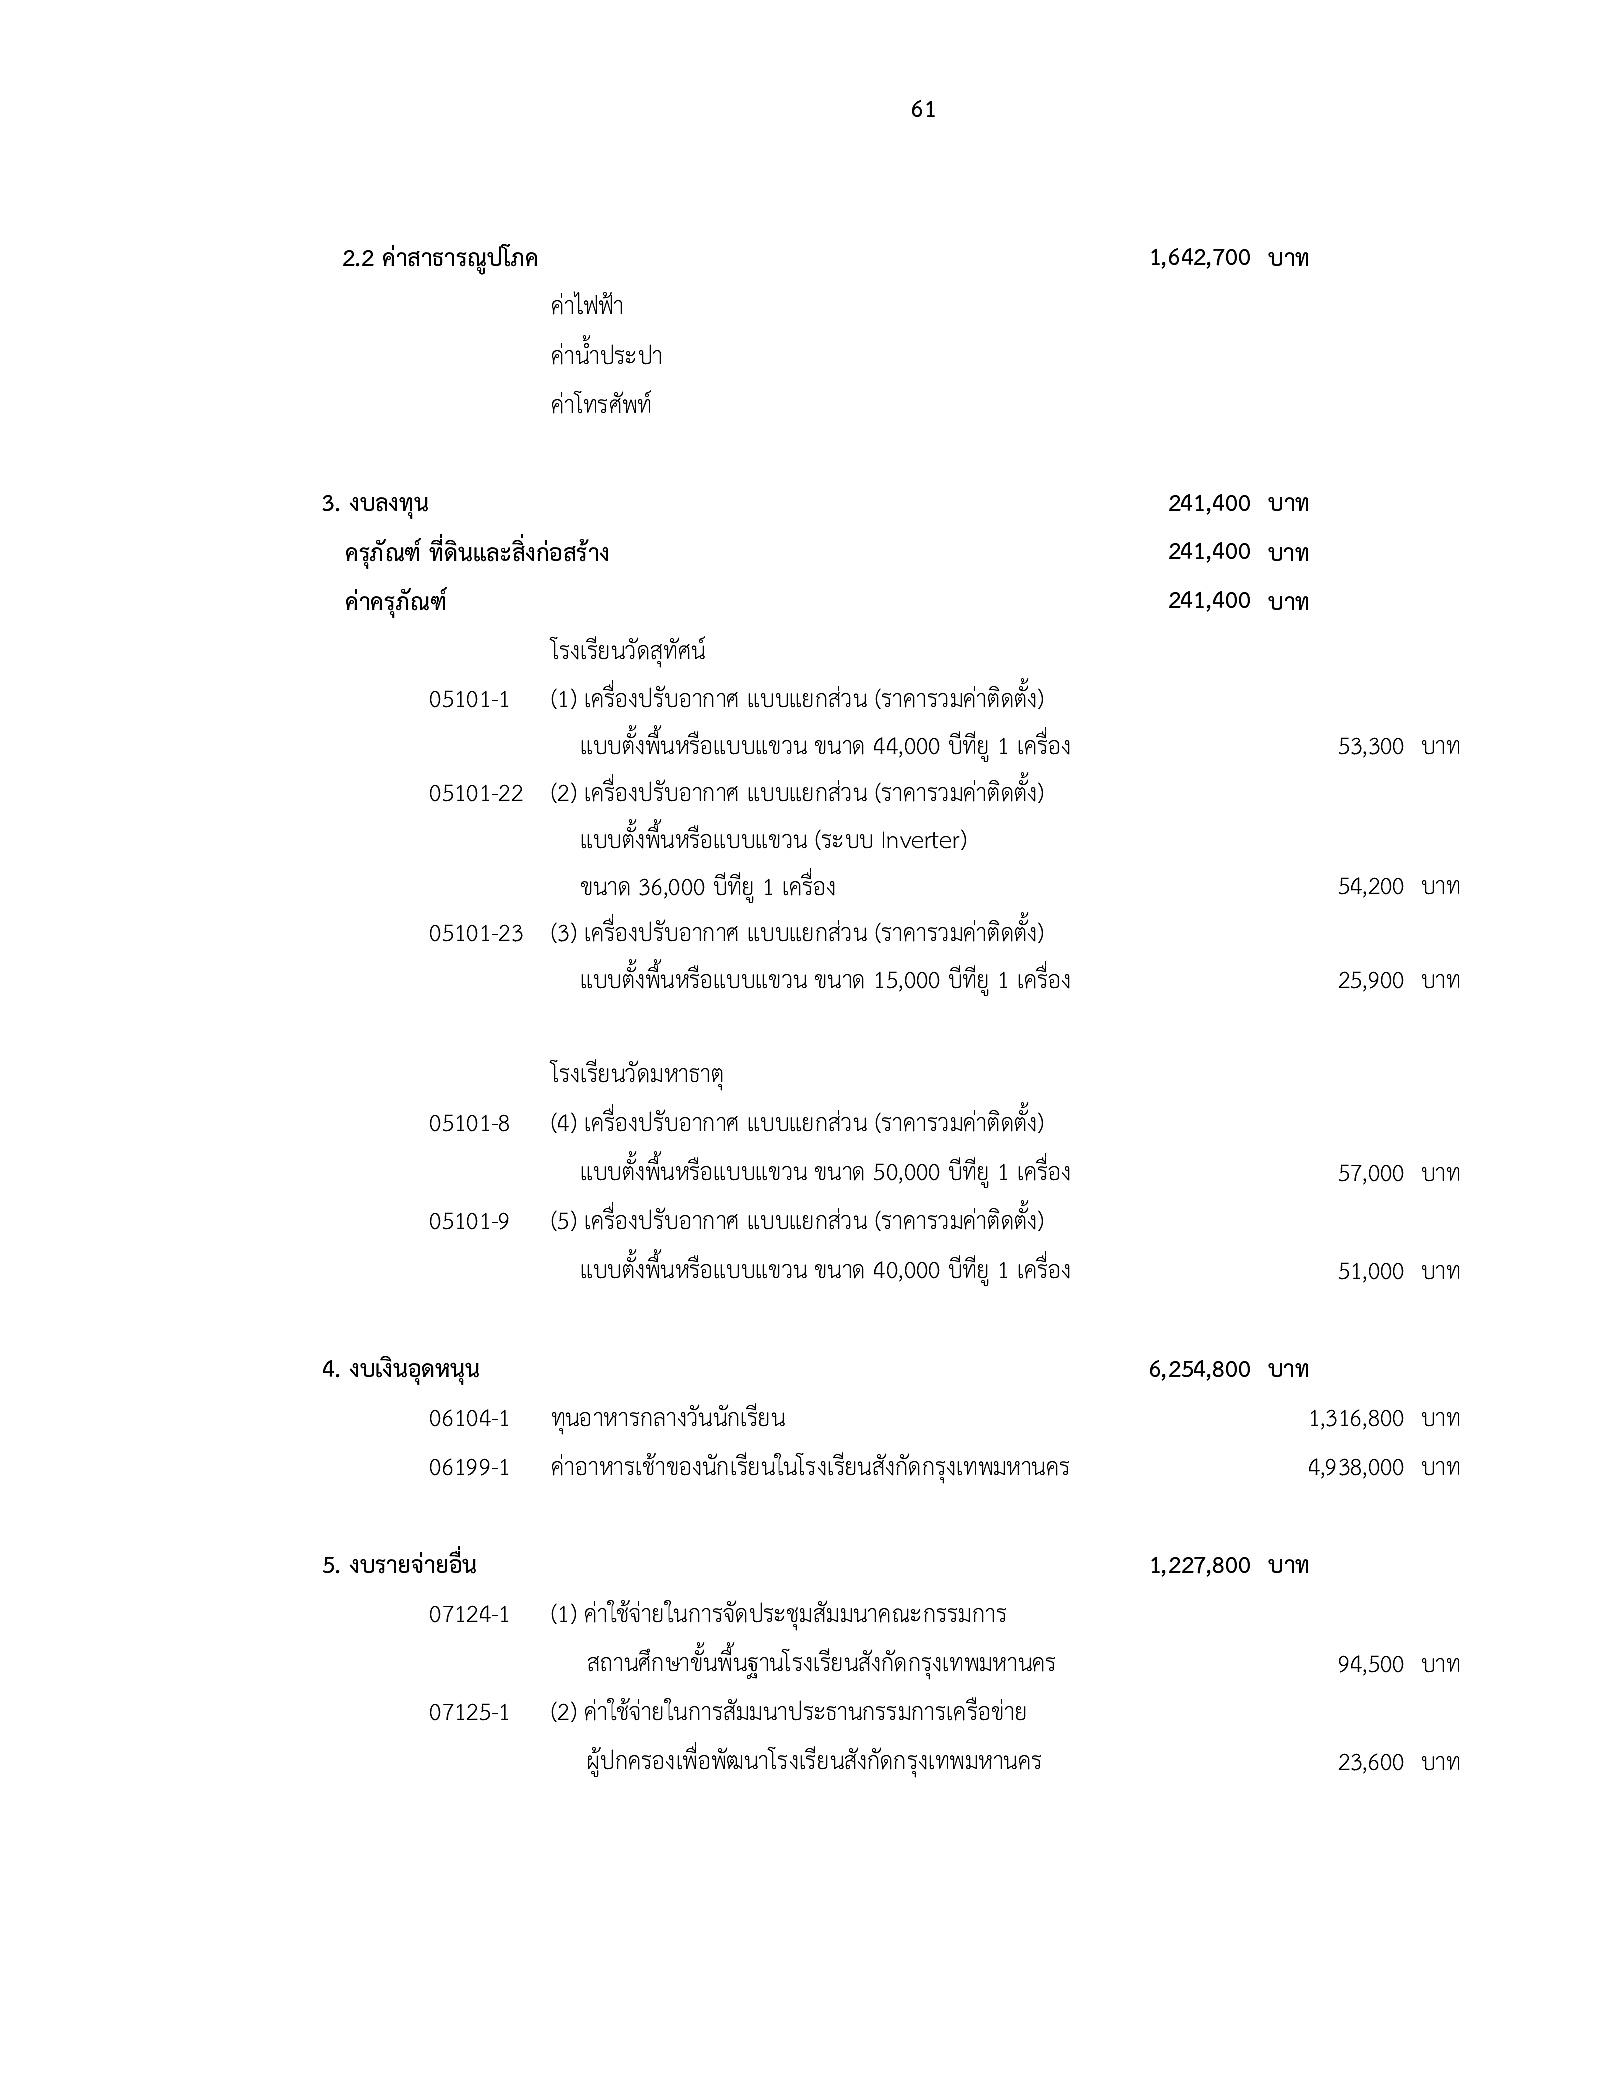 61
2.2 ค่าสาธารณูปโภค 1,642,700 บาท
ค่าไฟฟ้า
ค่าน้ำประปา
ค่าโทรศัพท์
3. งบลงทุน 241,400 บาท
ครุภัณฑ์ ที่ดินและสิ่งก่อสร้าง 241,400 บาท
ค่าครุภัณฑ์ 241,400 บาท
โรงเรียนวัดสุทัศน์
05101-1 (1) เครื่องปรับอากาศ แบบแยกส่วน (ราคารวมค่าติดตั้ง)
แบบตั้งพื้นหรือแบบแขวน ขนาด 44,000 บีทียู 1 เครื่อง 53,300 บาท
05101-22 (2) เครื่องปรับอากาศ แบบแยกส่วน (ราคารวมค่าติดตั้ง)
แบบตั้งพื้นหรือแบบแขวน (ระบบ Inverter)
ขนาด 36,000 บีทียู 1 เครื่อง 54,200 บาท
05101-23 (3) เครื่องปรับอากาศ แบบแยกส่วน (ราคารวมค่าติดตั้ง)
แบบตั้งพื้นหรือแบบแขวน ขนาด 15,000 บีทียู 1 เครื่อง 25,900 บาท
โรงเรียนวัดมหาธาตุ
05101-8 (4) เครื่องปรับอากาศ แบบแยกส่วน (ราคารวมค่าติดตั้ง)
แบบตั้งพื้นหรือแบบแขวน ขนาด 50,000 บีทียู 1 เครื่อง 57,000 บาท
05101-9 (5) เครื่องปรับอากาศ แบบแยกส่วน (ราคารวมค่าติดตั้ง)
แบบตั้งพื้นหรือแบบแขวน ขนาด 40,000 บีทียู 1 เครื่อง 51,000 บาท
4. งบเงินอุดหนุน 6,254,800 บาท
06104-1 ทุนอาหารกลางวันนักเรียน 1,316,800 บาท
06199-1 ค่าอาหารเช้าของนักเรียนในโรงเรียนสังกัดกรุงเทพมหานคร 4,938,000 บาท
5. งบรายจ่ายอื่น 1,227,800 บาท
07124-1 (1) ค่าใช้จ่ายในการจัดประชุมสัมมนาคณะกรรมการ
สถานศึกษาขั้นพื้นฐานโรงเรียนสังกัดกรุงเทพมหานคร 94,500 บาท
07125-1 (2) ค่าใช้จ่ายในการสัมมนาประธานกรรมการเครือข่าย
ผู้ปกครองเพื่อพัฒนาโรงเรียนสังกัดกรุงเทพมหานคร 23,600 บาท